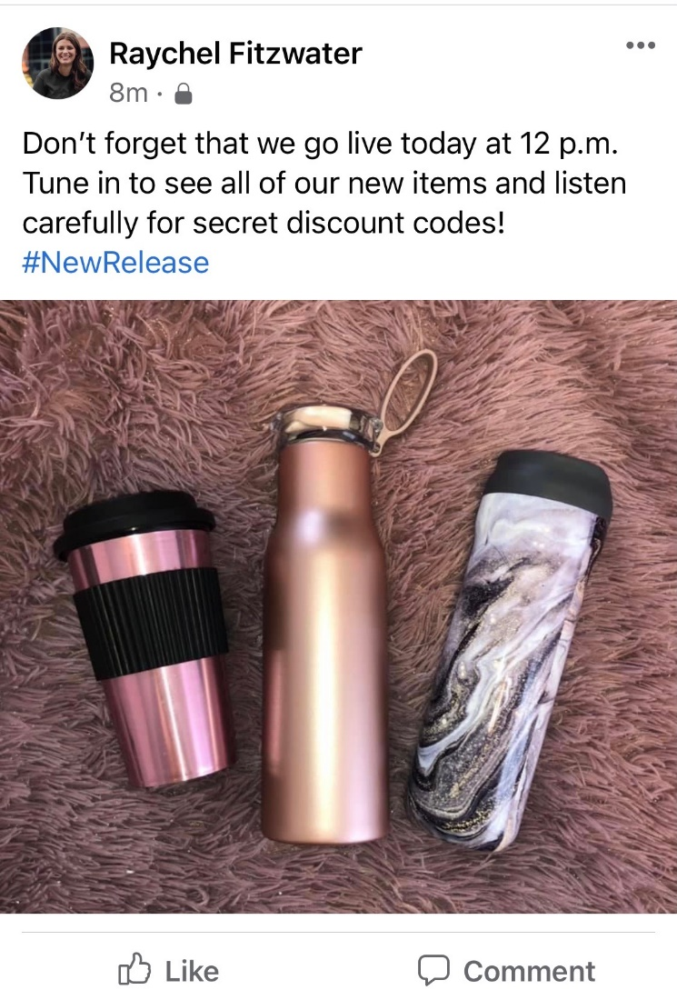 Raychel Fitzwater
8m ·
Don’t forget that we go live today at 12 p.m.
Tune in to see all of our new items and listen
carefully for secret discount codes!
#NewRelease
Like
Comment